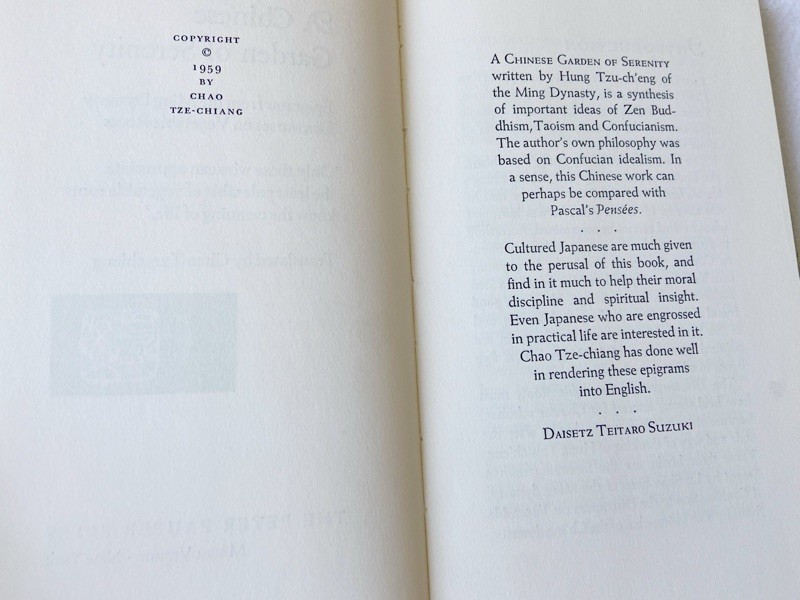 COPYRIGHT
©
1959
BY
CHAO
TZE-CHIANG
A CHINESE GARDEN OF SERENITY
written by Hung Tzu-ch'eng of
the Ming Dynasty, is a synthesis
of important ideas of Zen Bud-
dhism, Taoism and Confucianism.
The author's own philosophy was
based on Confucian idealism. In
a sense, this Chinese work can
perhaps be compared with
Pascal's Pensées.
. . .
Cultured Japanese are much given
to the perusal of this book, and
find in it much to help their moral
discipline and spiritual insight.
Even Japanese who are engrossed
in practical life are interested in it.
Chao Tze-chiang has done well
in rendering these epigrams
into English.
. . .
DAISETZ TEITARO SUZUKI